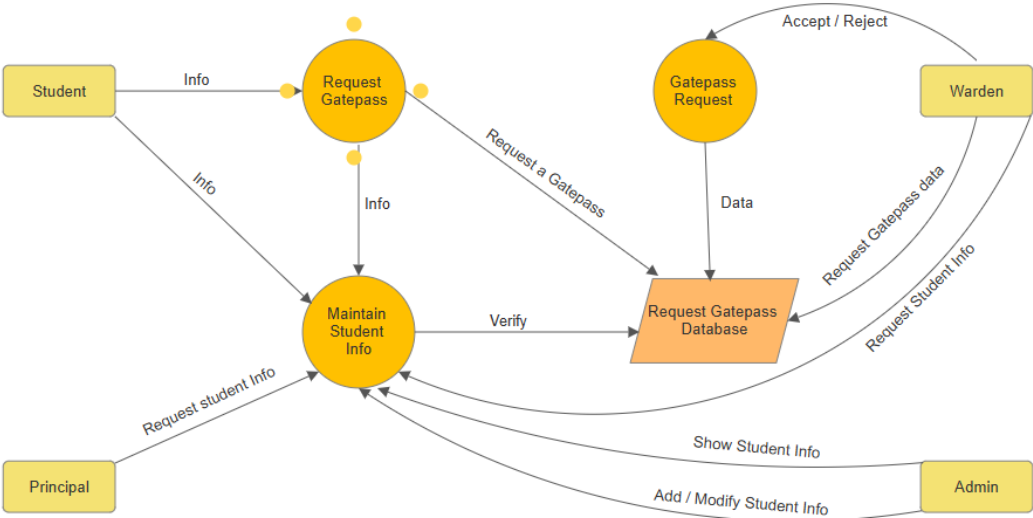 Accept / Reject
Student
Info
Request
Gatepass
Gatepass
Request
Warden
Request a Gatepass
Info
Info
Data
Request Gatepass data
Request Student Info
Maintain
Student
Info
Verify
Request Gatepass
Database
Request student Info
Show Student Info
Principal
Add / Modify Student Info
Admin